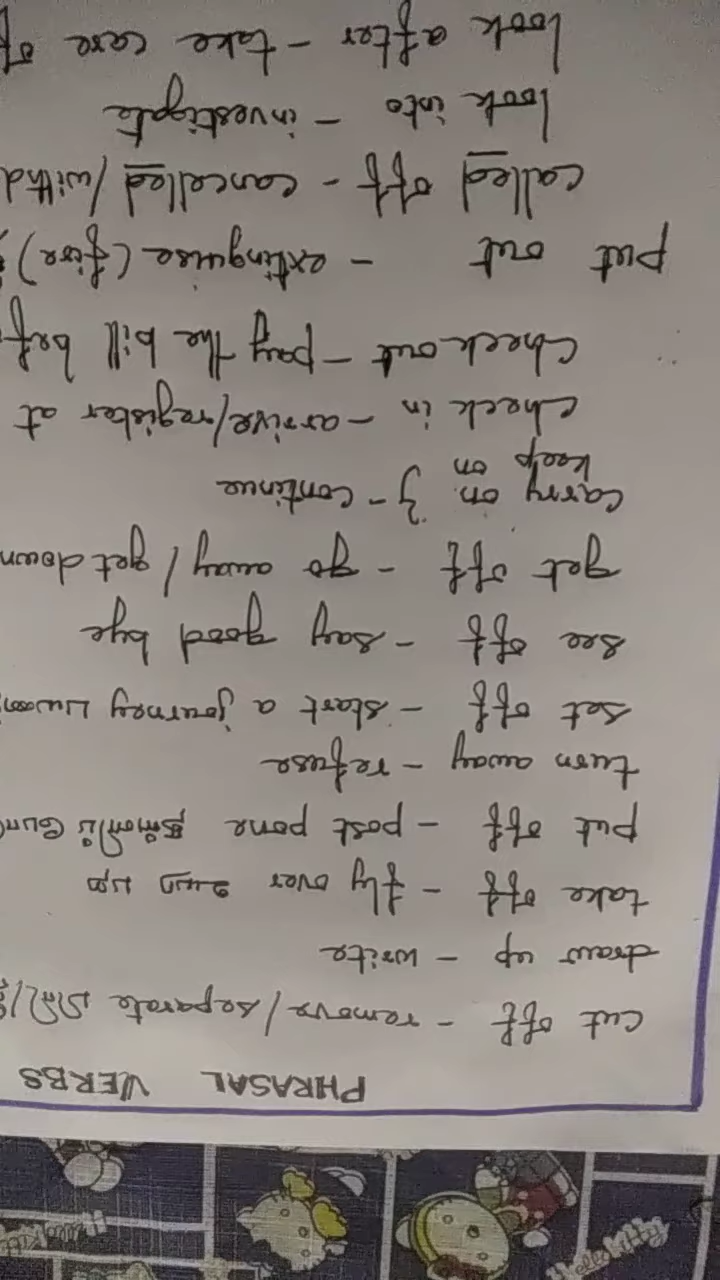 PHRASAL VERBS
cut off - remove/separate
draw up - write
take off - fly over
put off - post pone
turn away - refuse
set off - start a journey
see off - say good bye
get off - go away / get down
carry on } - continue
keep on
check in - arrive/register at
check out - pay the bill
put out - extinguise (fire)
called off - cancelled/withd
look into - investigate
look after - take care of
Hello Kitty